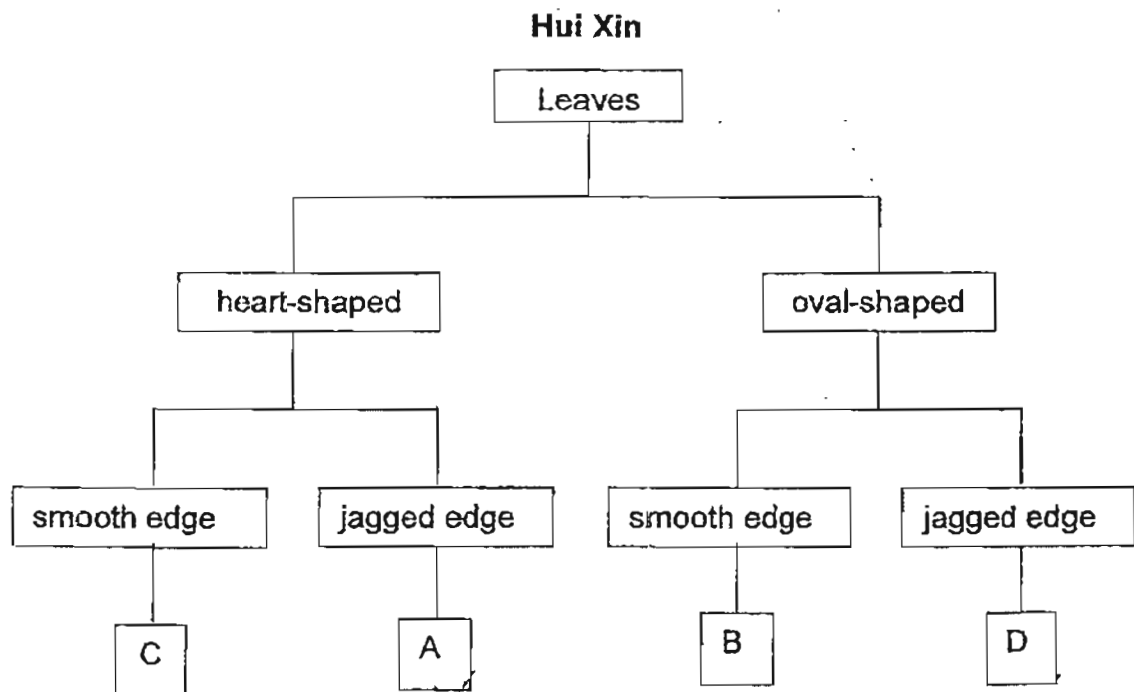 Hui Xin
Leaves
heart-shaped oval-shaped
smooth edge jagged edge smooth edge jagged edge
C A B D